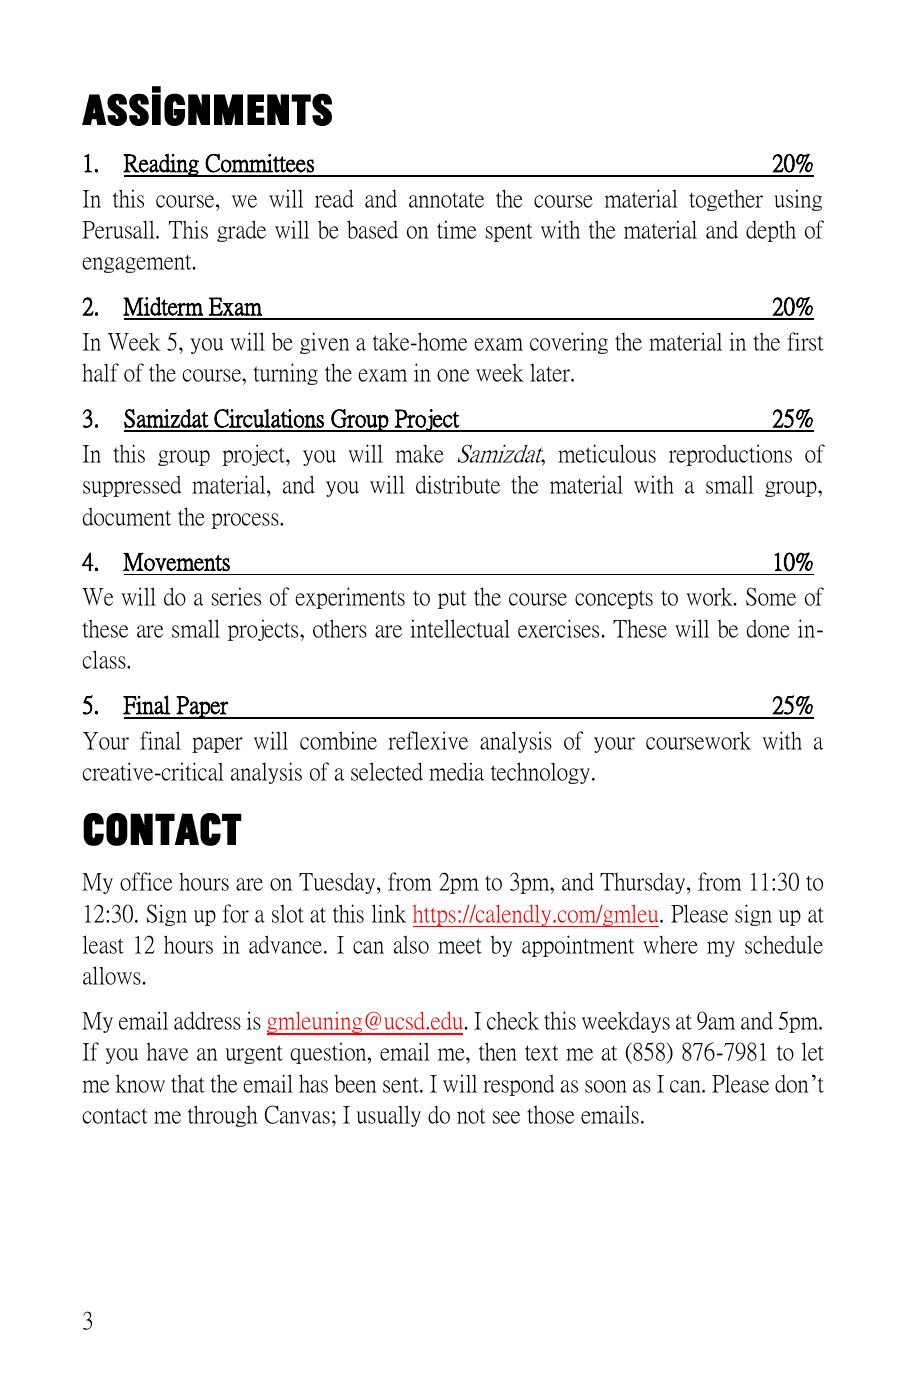 ASSIGNMENTS
1. Reading Committees 20%
In this course, we will read and annotate the course material together using
Perusall. This grade will be based on time spent with the material and depth of
engagement.
2. Midterm Exam 20%
In Week 5, you will be given a take-home exam covering the material in the first
half of the course, turning the exam in one week later.
3. Samizdat Circulations Group Project 25%
In this group project, you will make Samizdat, meticulous reproductions of
suppressed material, and you will distribute the material with a small group,
document the process.
4. Movements 10%
We will do a series of experiments to put the course concepts to work. Some of
these are small projects, others are intellectual exercises. These will be done in-
class.
5. Final Paper 25%
Your final paper will combine reflexive analysis of your coursework with a
creative-critical analysis of a selected media technology.
CONTACT
My office hours are on Tuesday, from 2pm to 3pm, and Thursday, from 11:30 to
12:30. Sign up for a slot at this link https://calendly.com/gmleu. Please sign up at
least 12 hours in advance. I can also meet by appointment where my schedule
allows.
My email address is gmleuning@ucsd.edu. I check this weekdays at 9am and 5pm.
If you have an urgent question, email me, then text me at (858) 876-7981 to let
me know that the email has been sent. I will respond as soon as I can. Please don’t
contact me through Canvas; I usually do not see those emails.
3